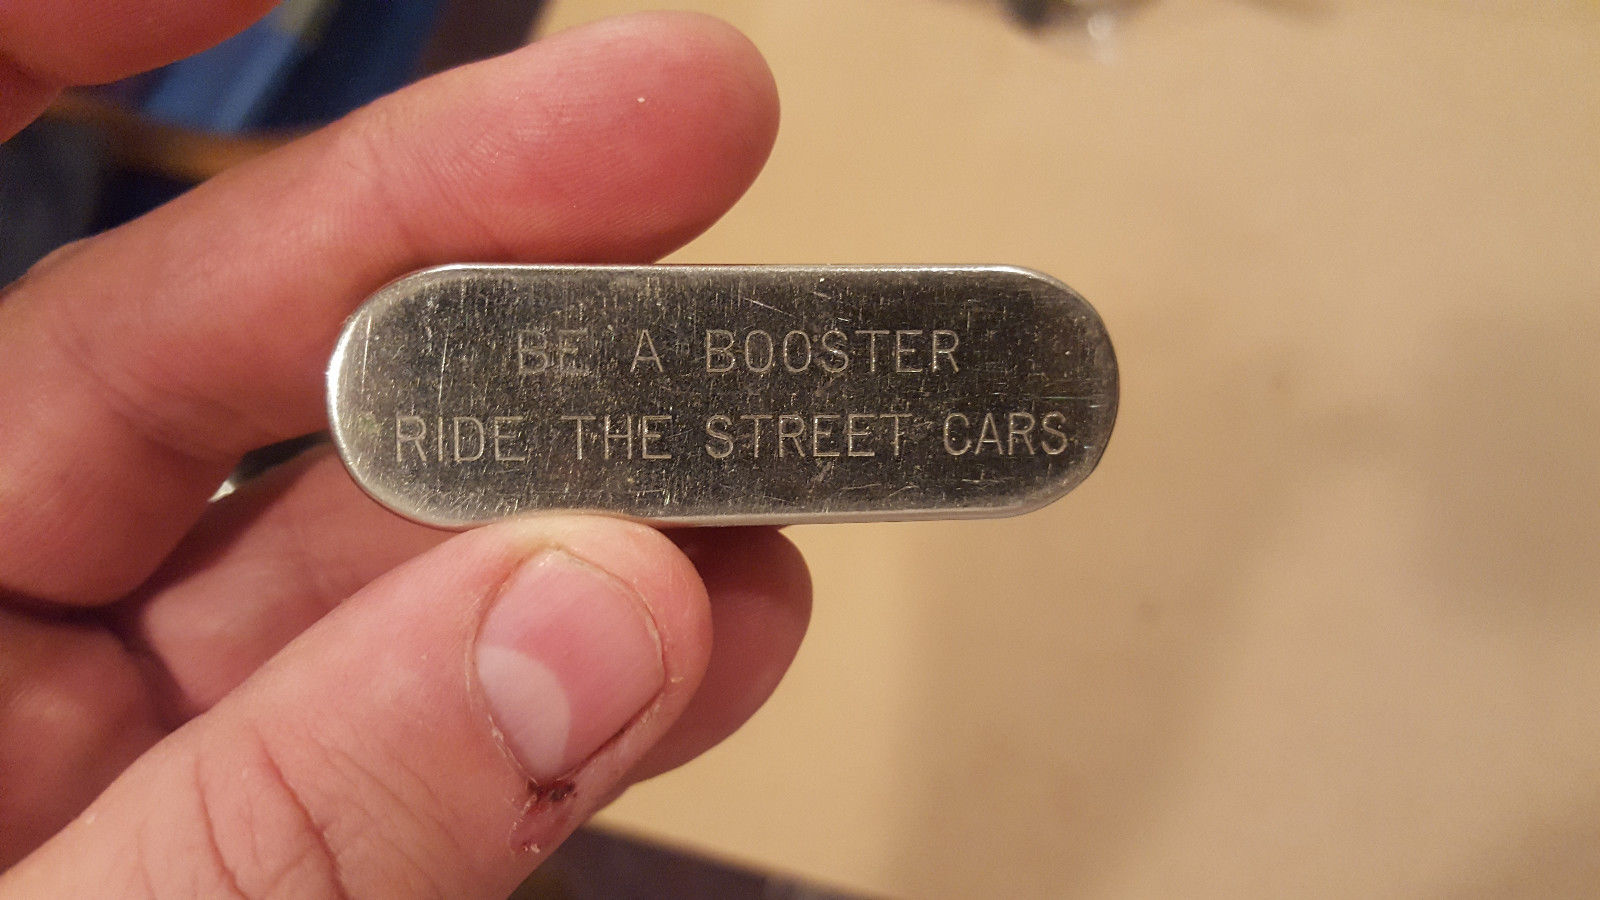 BE A BOOSTER
RIDE THE STREET CARS